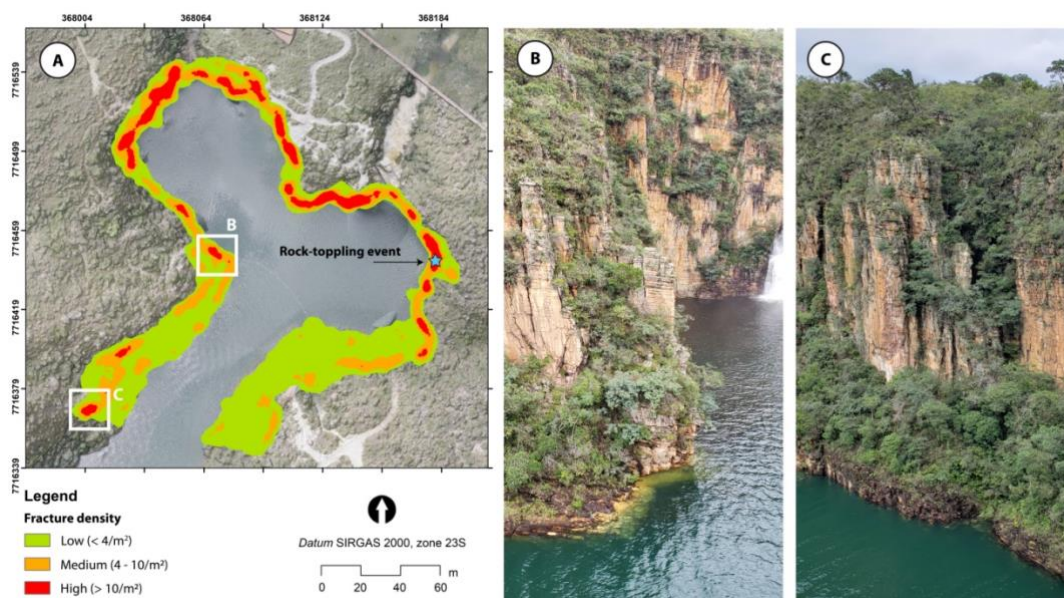 368004 368064 368124 368184
A
7716539
7716499
7716459
7716419
7716379
7716339
B
Rock-toppling event
C
Legend
Fracture density
Low (< 4/m²)
Medium (4 - 10/m²)
High (> 10/m²)
Datum SIRGAS 2000, zone 23S
0 20 40 60 m
B
C